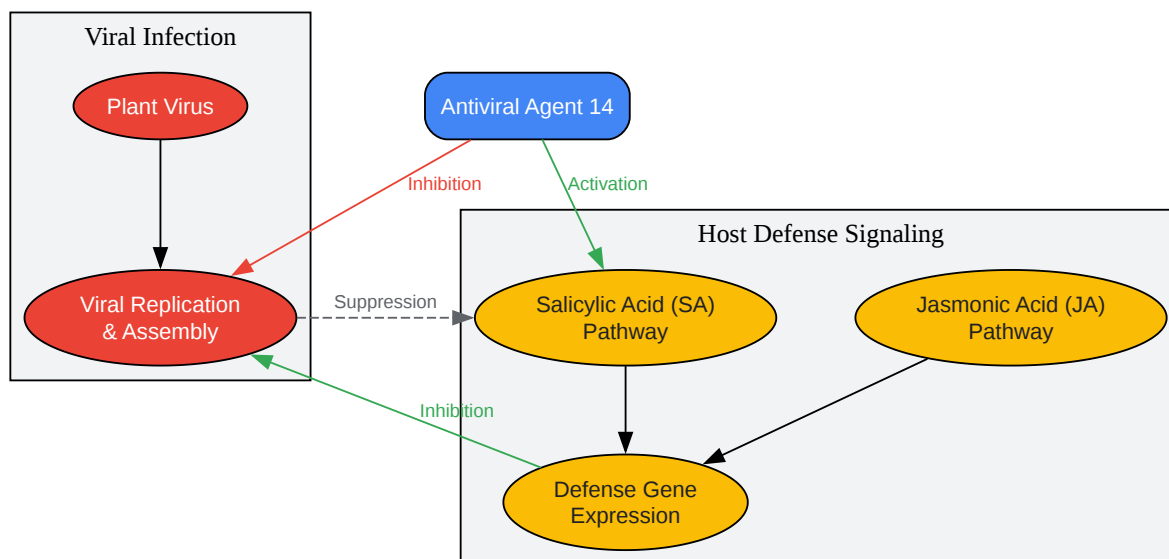 Viral Infection
Plant Virus
Antiviral Agent 14
Inhibition
Activation
Host Defense Signaling
Viral Replication
& Assembly
Suppression
Salicylic Acid (SA)
Pathway
Jasmonic Acid (JA)
Pathway
Inhibition
Defense Gene
Expression